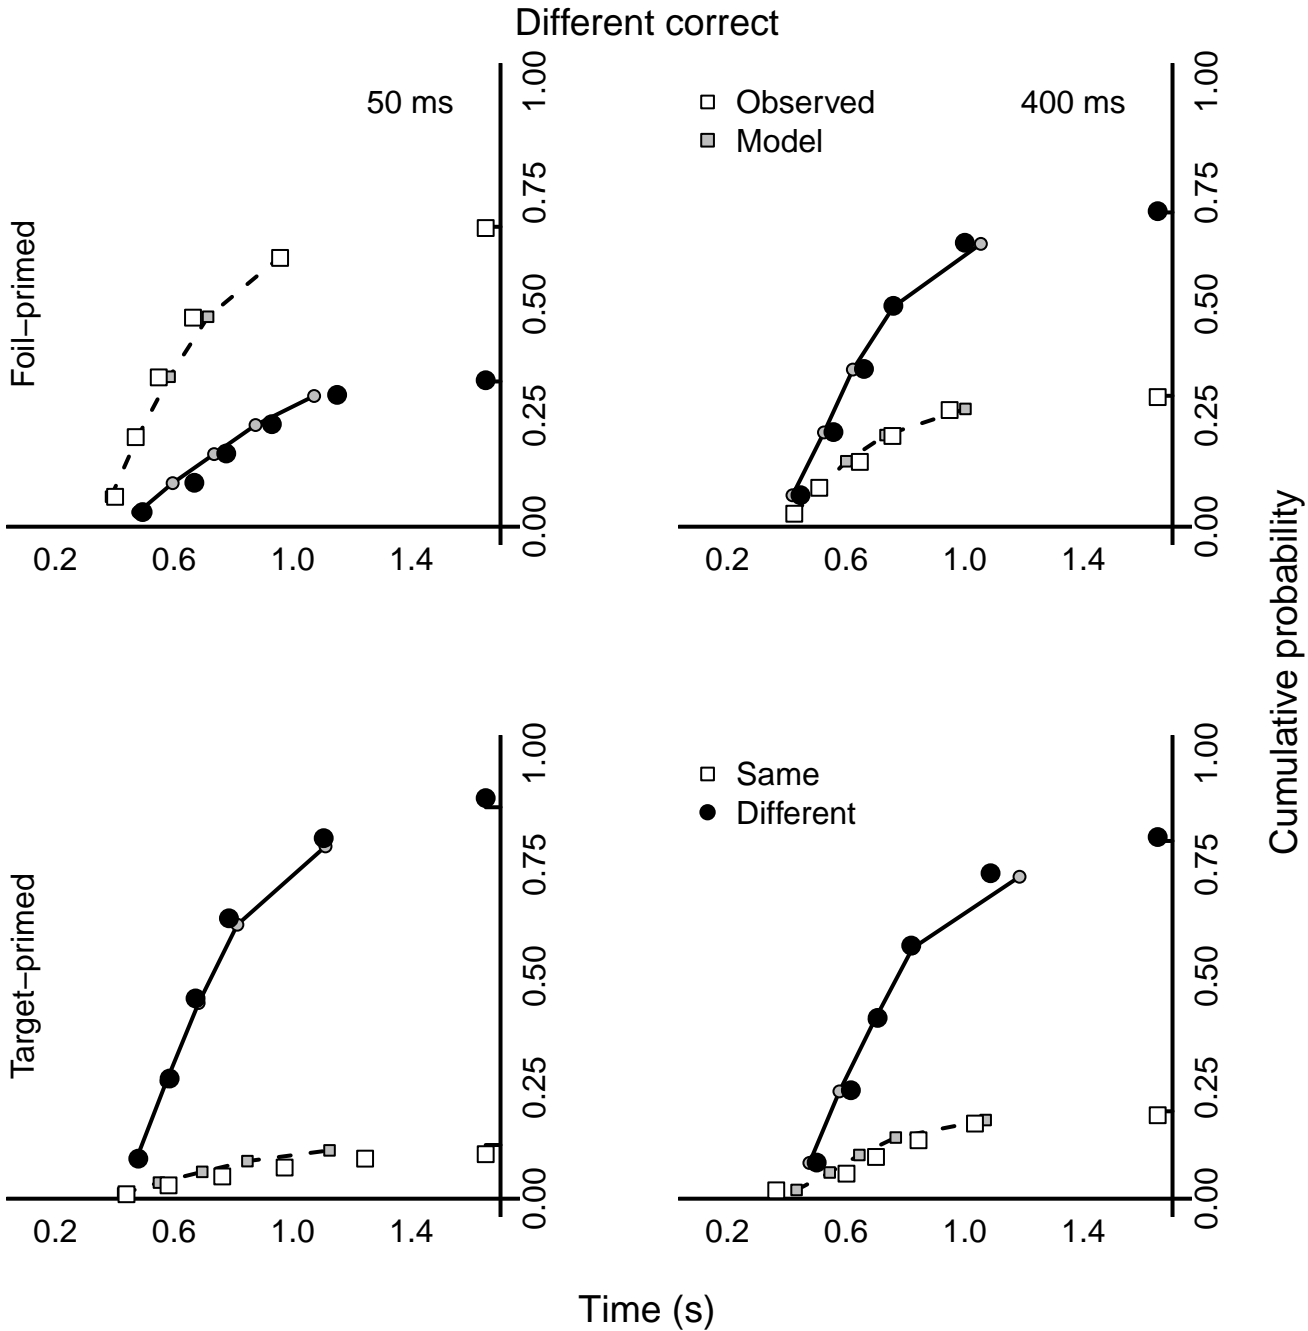 Different correct
50 ms
Observed
Model
400 ms
Foil−primed
0.00 0.25 0.50 0.75 1.00
0.00 0.25 0.50 0.75 1.00
0.2 0.6 1.0 1.4
0.2 0.6 1.0 1.4
Cumulative probability
Same
Different
Target−primed
0.00 0.25 0.50 0.75 1.00
0.00 0.25 0.50 0.75 1.00
0.2 0.6 1.0 1.4
0.2 0.6 1.0 1.4
Time (s)